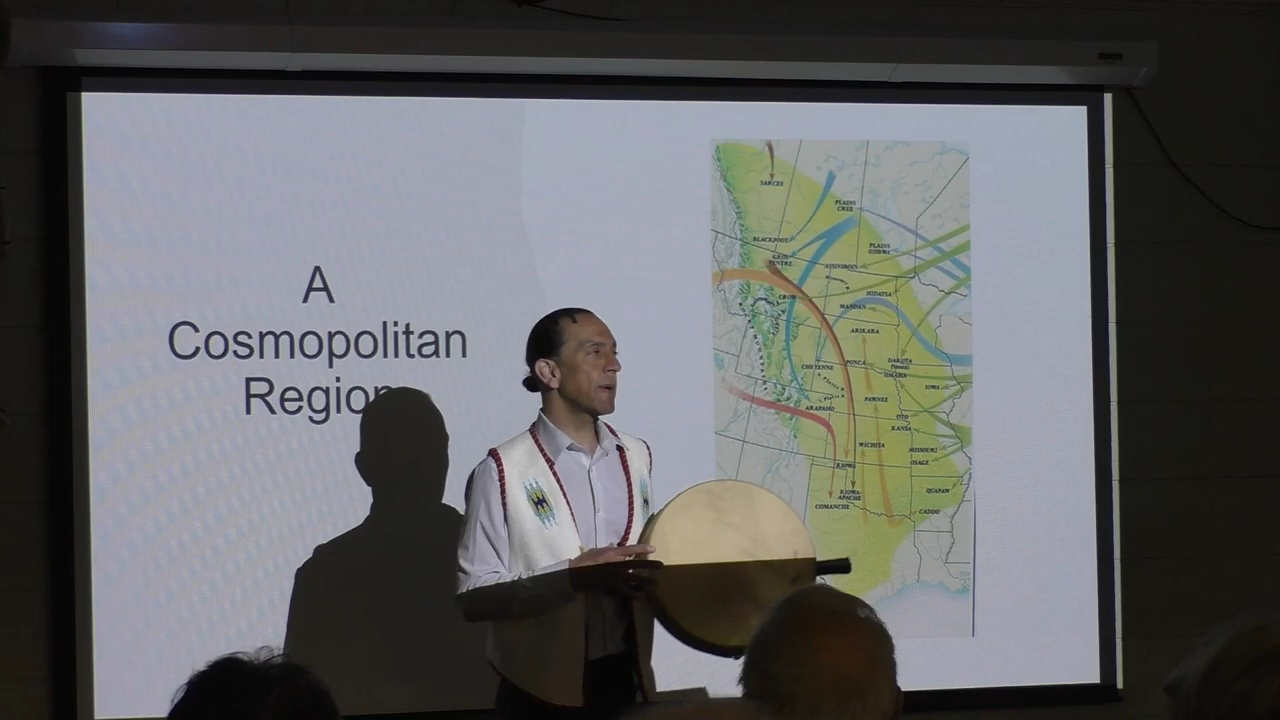 A
Cosmopolitan
Region
SARCEE
PLAINS
CREE
BLACKFOOT
PLAINS
OJIBWA
GROS
VENTRE
ASSINIBOIN
HIDATSA
CROW
MANDAN
ARIKARA
PONCA
DAKOTA
CHEYENNE
OMAHA
IOWA
PAWNEE
ARAPAHO
OTO
KANSA
WICHITA
MISSOURI
KIOWA
OSAGE
KIOWA-
APACHE
QUAPAW
COMANCHE
CADDO